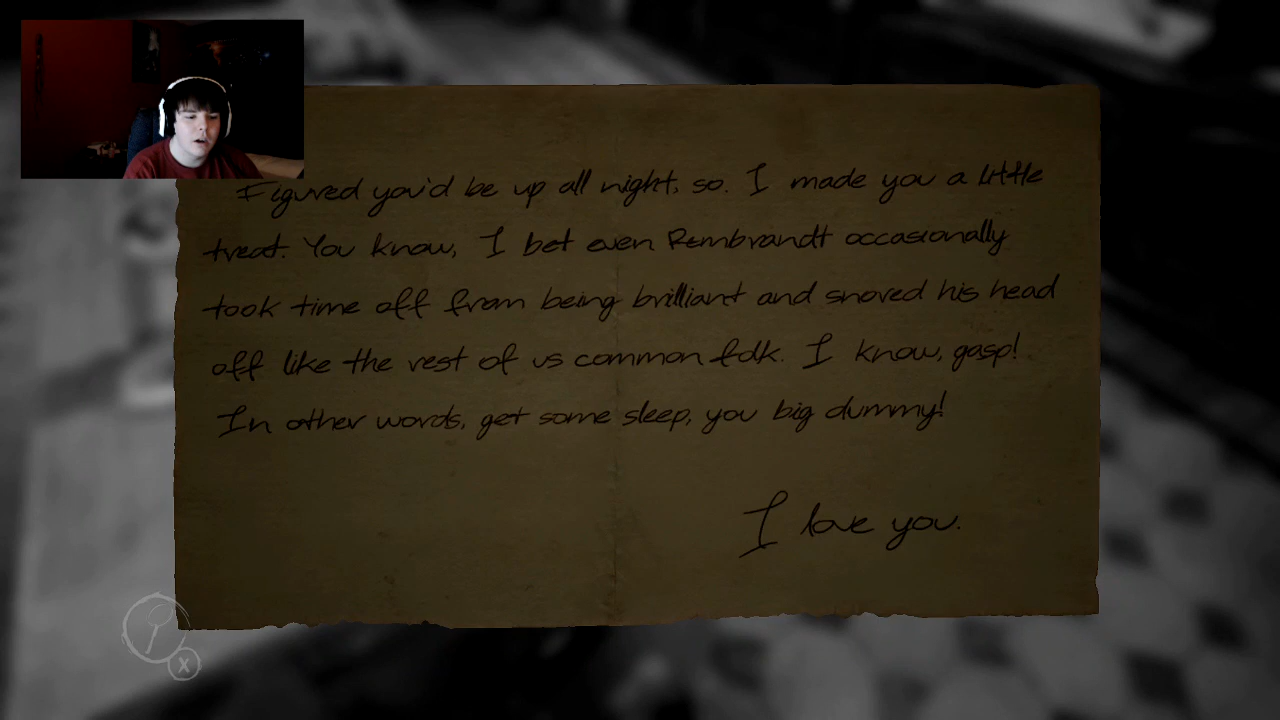 Figured you'd be up all night, so. I made you a little
treat. You know, I bet even Rembrandt occasionally
took time off from being brilliant and snored his head
off like the rest of us common folk. I know, gasp!
In other words, get some sleep, you big dummy!
I love you.
X